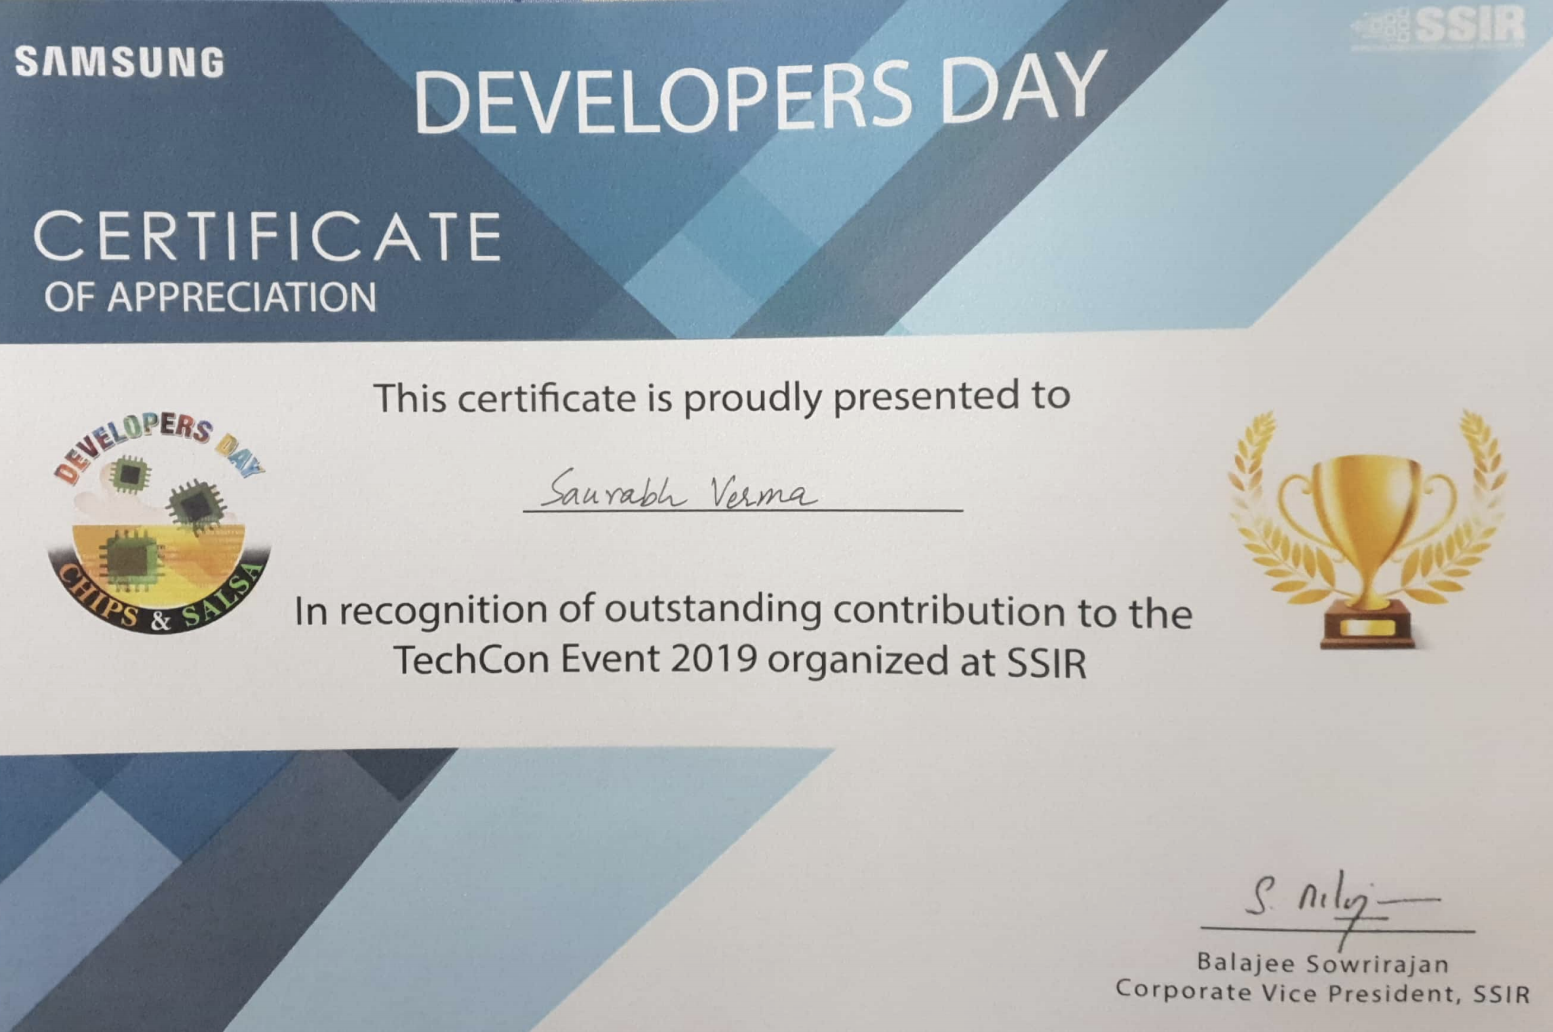 SAMSUNG
SSIR
DEVELOPERS DAY
CERTIFICATE
OF APPRECIATION
This certificate is proudly presented to
DEVELOPERS DAY
CHIPS & SALSA
Saurabh Verma
In recognition of outstanding contribution to the
TechCon Event 2019 organized at SSIR
Balajee Sowrirajan
Corporate Vice President, SSIR